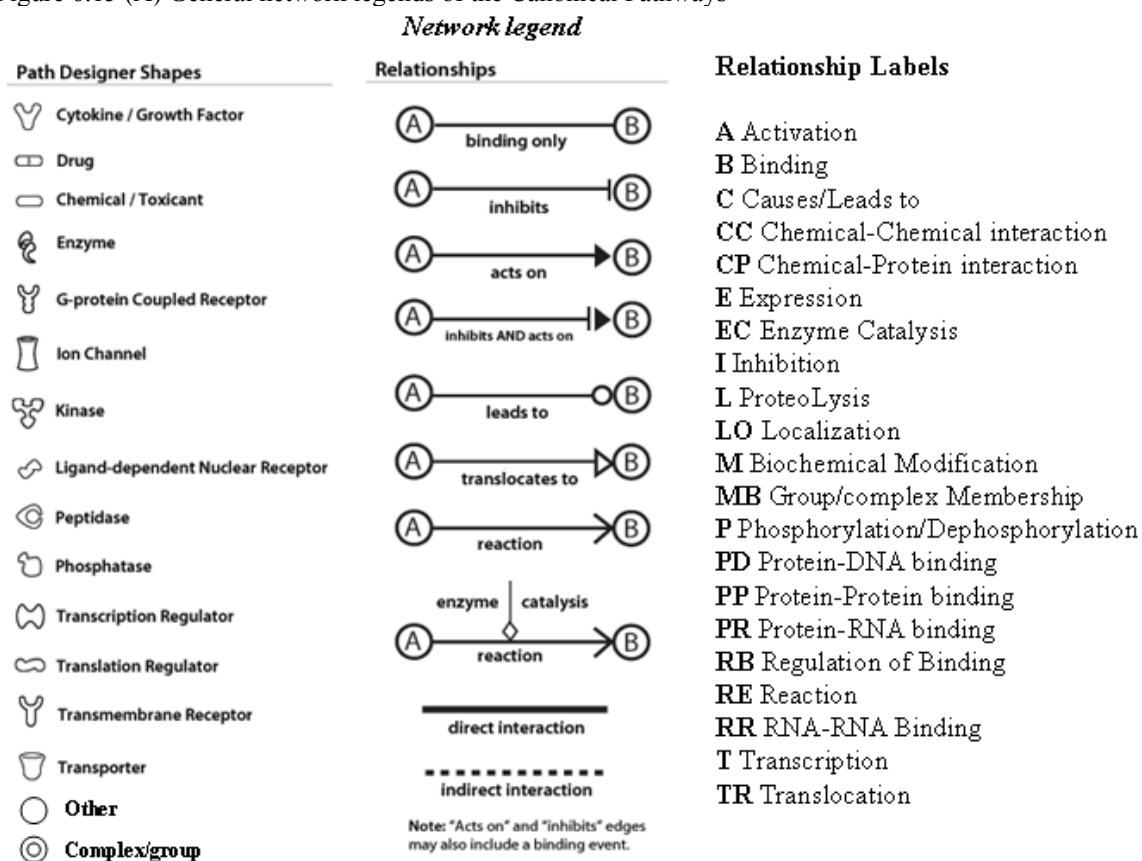 Figure 6.13 (A) General network legends of the Canonical Pathways
Network legend
Path Designer Shapes
Cytokine / Growth Factor
Drug
Chemical / Toxicant
Enzyme
G-protein Coupled Receptor
Ion Channel
Kinase
Ligand-dependent Nuclear Receptor
Peptidase
Phosphatase
Transcription Regulator
Translation Regulator
Transmembrane Receptor
Transporter
Other
Complex/group
Relationships
A B
binding only
A B
inhibits
A B
acts on
A B
inhibits AND acts on
A B
leads to
A B
translocates to
A B
reaction
enzyme catalysis
A B
reaction
direct interaction
indirect interaction
Note: "Acts on" and "inhibits" edges
may also include a binding event.
Relationship Labels
A Activation
B Binding
C Causes/Leads to
CC Chemical-Chemical interaction
CP Chemical-Protein interaction
E Expression
EC Enzyme Catalysis
I Inhibition
L ProteoLysis
LO Localization
M Biochemical Modification
MB Group/complex Membership
P Phosphorylation/Dephosphorylation
PD Protein-DNA binding
PP Protein-Protein binding
PR Protein-RNA binding
RB Regulation of Binding
RE Reaction
RR RNA-RNA Binding
T Transcription
TR Translocation